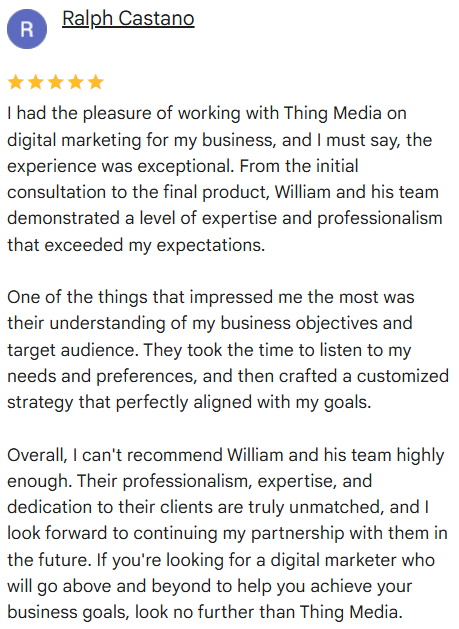 R
Ralph Castano
I had the pleasure of working with Thing Media on
digital marketing for my business, and I must say, the
experience was exceptional. From the initial
consultation to the final product, William and his team
demonstrated a level of expertise and professionalism
that exceeded my expectations.
One of the things that impressed me the most was
their understanding of my business objectives and
target audience. They took the time to listen to my
needs and preferences, and then crafted a customized
strategy that perfectly aligned with my goals.
Overall, I can't recommend William and his team highly
enough. Their professionalism, expertise, and
dedication to their clients are truly unmatched, and I
look forward to continuing my partnership with them in
the future. If you're looking for a digital marketer who
will go above and beyond to help you achieve your
business goals, look no further than Thing Media.